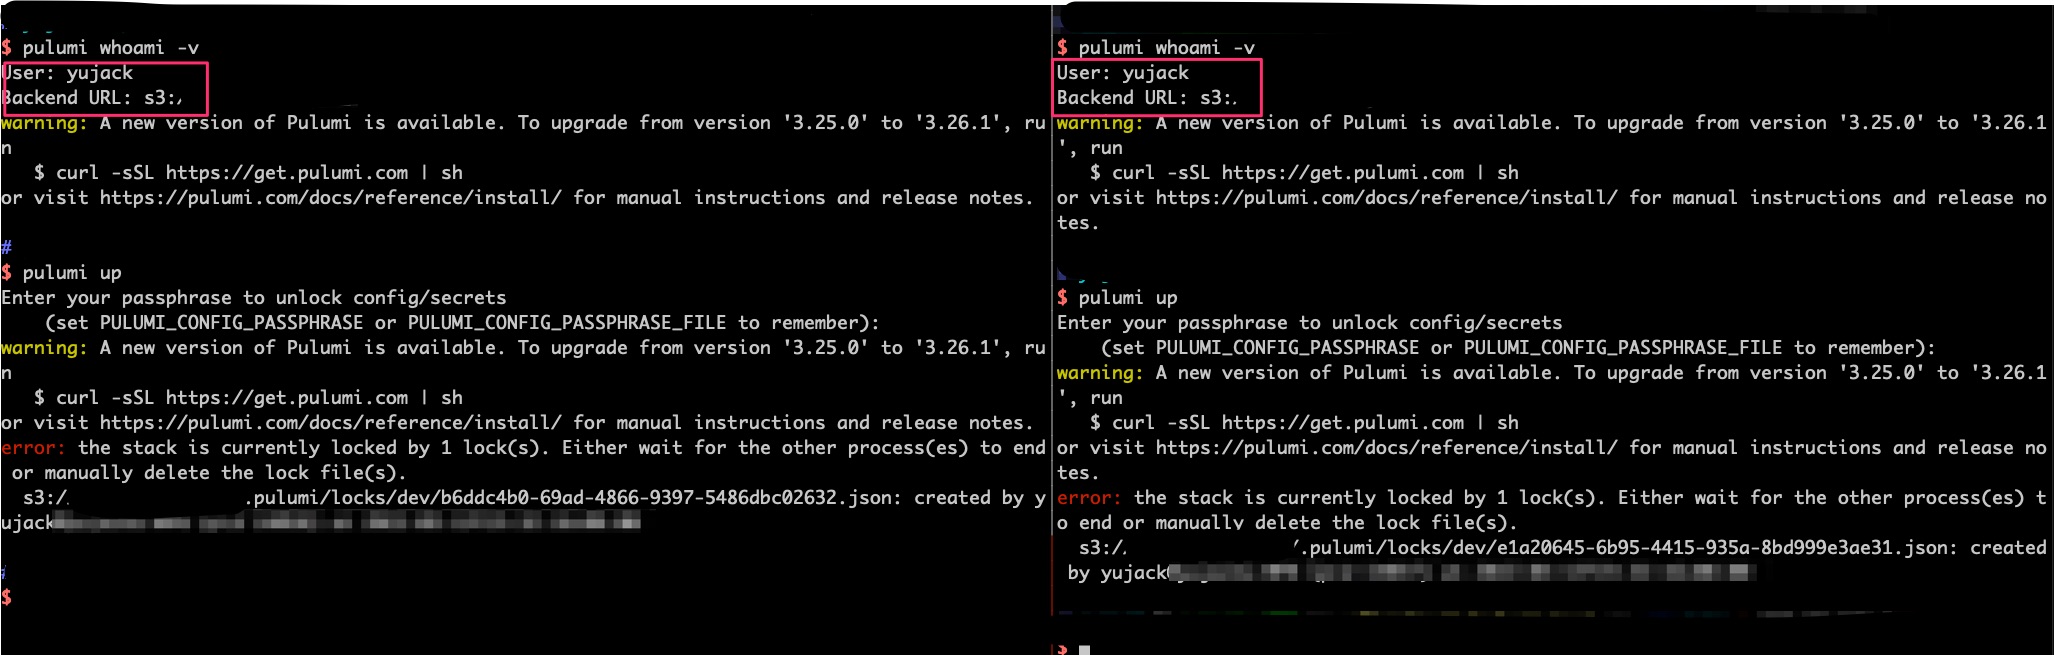 $ pulumi whoami -v
User: yujack
Backend URL: s3:
warning: A new version of Pulumi is available. To upgrade from version '3.25.0' to '3.26.1', ru
n
$ curl -sSL https://get.pulumi.com | sh
or visit https://pulumi.com/docs/reference/install/ for manual instructions and release notes.
#
$ pulumi up
Enter your passphrase to unlock config/secrets
(set PULUMI_CONFIG_PASSPHRASE or PULUMI_CONFIG_PASSPHRASE_FILE to remember):
warning: A new version of Pulumi is available. To upgrade from version '3.25.0' to '3.26.1', ru
n
$ curl -sSL https://get.pulumi.com | sh
or visit https://pulumi.com/docs/reference/install/ for manual instructions and release notes.
error: the stack is currently locked by 1 lock(s). Either wait for the other process(es) to end
or manually delete the lock file(s).
s3:/ .pulumi/locks/dev/b6ddc4b0-69ad-4866-9397-5486dbc02632.json: created by y
ujack
$
$ pulumi whoami -v
User: yujack
Backend URL: s3:
warning: A new version of Pulumi is available. To upgrade from version '3.25.0' to '3.26.1
', run
$ curl -sSL https://get.pulumi.com | sh
or visit https://pulumi.com/docs/reference/install/ for manual instructions and release no
tes.
$ pulumi up
Enter your passphrase to unlock config/secrets
(set PULUMI_CONFIG_PASSPHRASE or PULUMI_CONFIG_PASSPHRASE_FILE to remember):
warning: A new version of Pulumi is available. To upgrade from version '3.25.0' to '3.26.1
', run
$ curl -sSL https://get.pulumi.com | sh
or visit https://pulumi.com/docs/reference/install/ for manual instructions and release no
tes.
error: the stack is currently locked by 1 lock(s). Either wait for the other process(es) t
o end or manually delete the lock file(s).
s3:/ .pulumi/locks/dev/e1a20645-6b95-4415-935a-8bd999e3ae31.json: created
by yujack
$